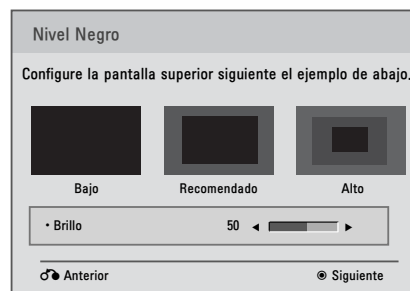 Nivel Negro
Configure la pantalla superior siguiente el ejemplo de abajo.
Bajo Recomendado Alto
• Brillo 50 ◄ ►
Anterior ◉ Siguiente